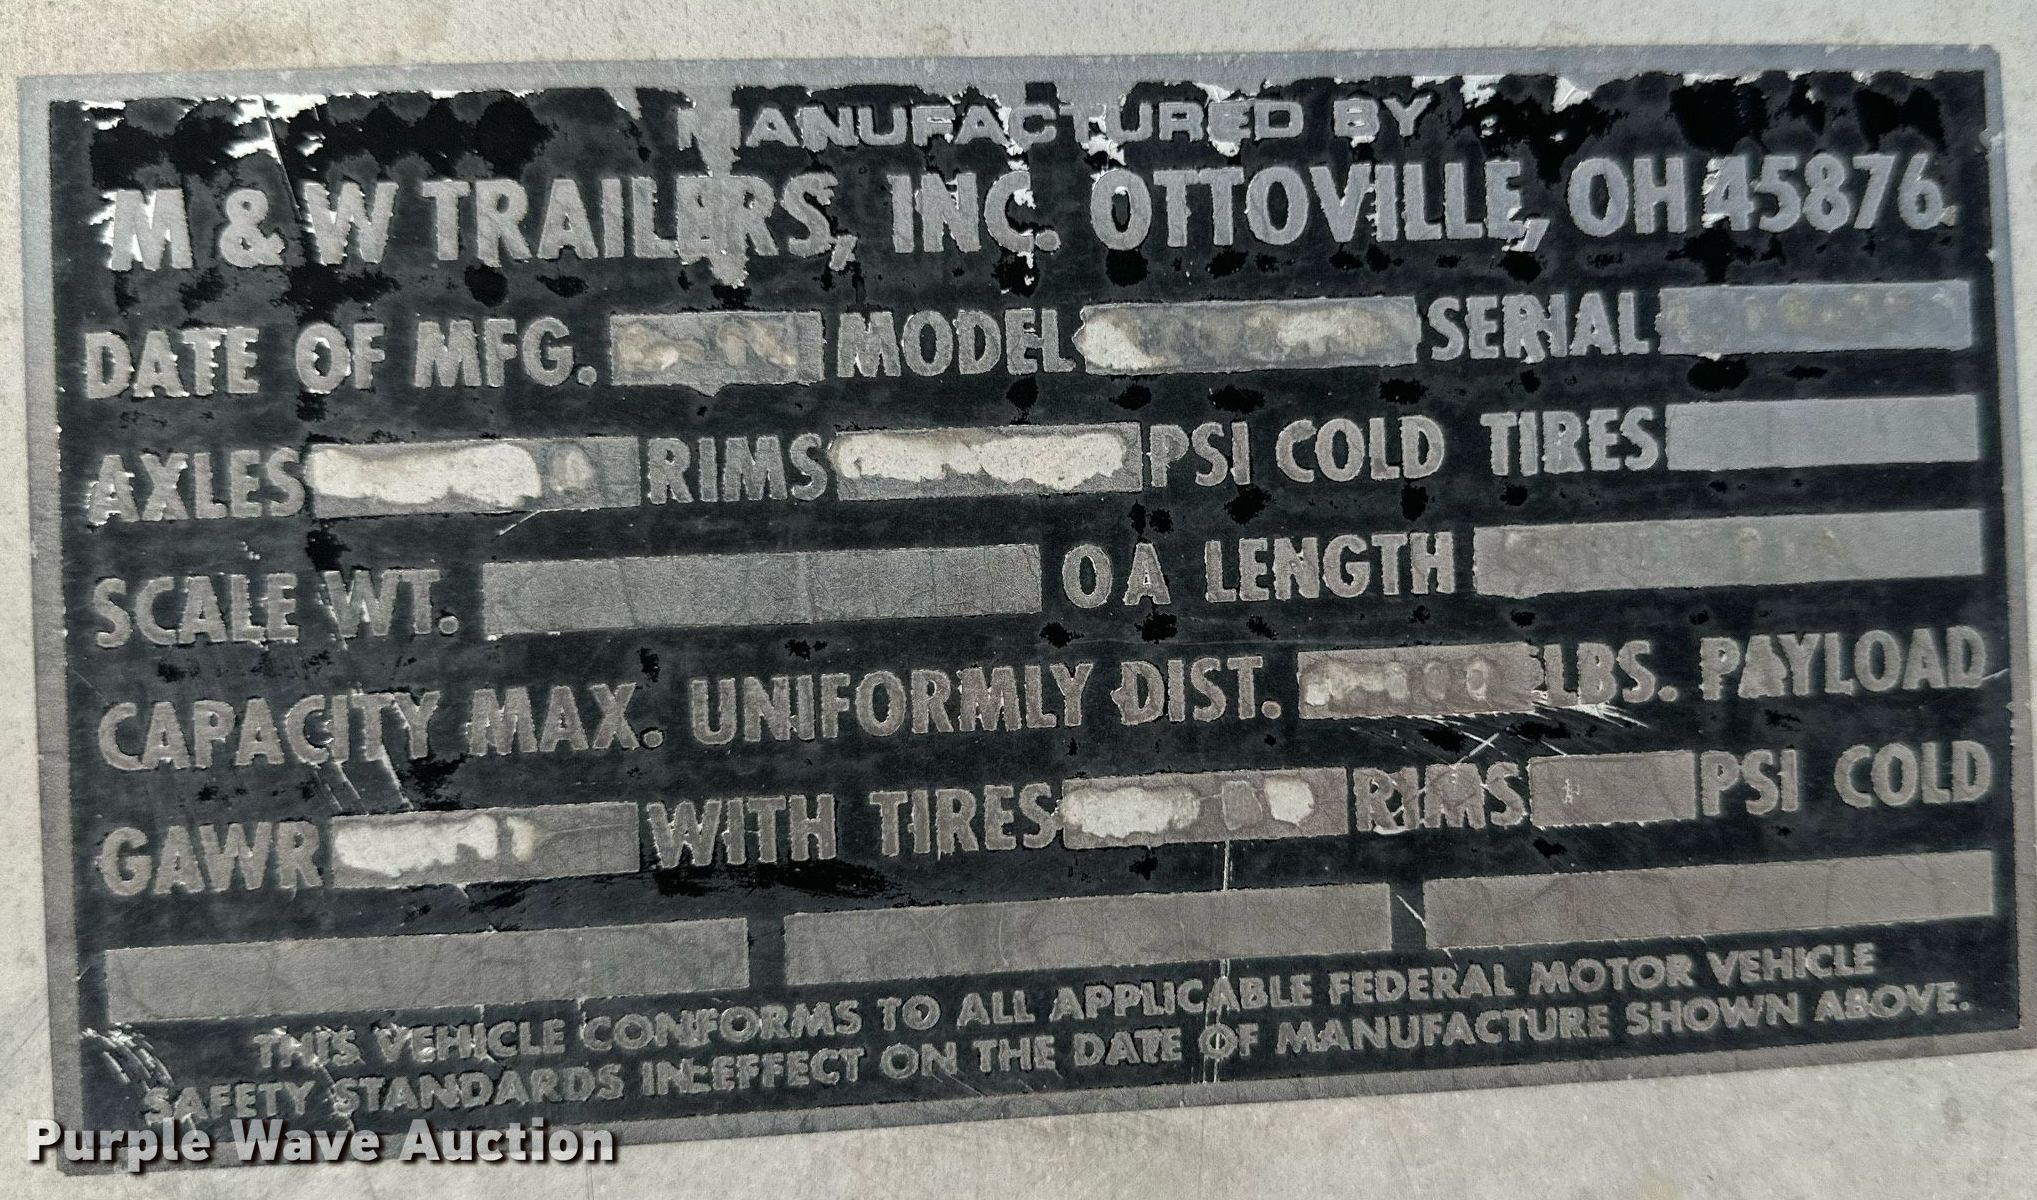 MANUFACTURED BY
M & W TRAILERS, INC. OTTOVILLE, OH 45876
DATE OF MFG. MODEL SERIAL
AXLES RIMS PSI COLD TIRES
SCALE WT. O A LENGTH
CAPACITY MAX. UNIFORMLY DIST. LBS. PAYLOAD
GAWR WITH TIRES RIMS PSI COLD
THIS VEHICLE CONFORMS TO ALL APPLICABLE FEDERAL MOTOR VEHICLE
SAFETY STANDARDS IN EFFECT ON THE DATE OF MANUFACTURE SHOWN ABOVE.
Purple Wave Auction